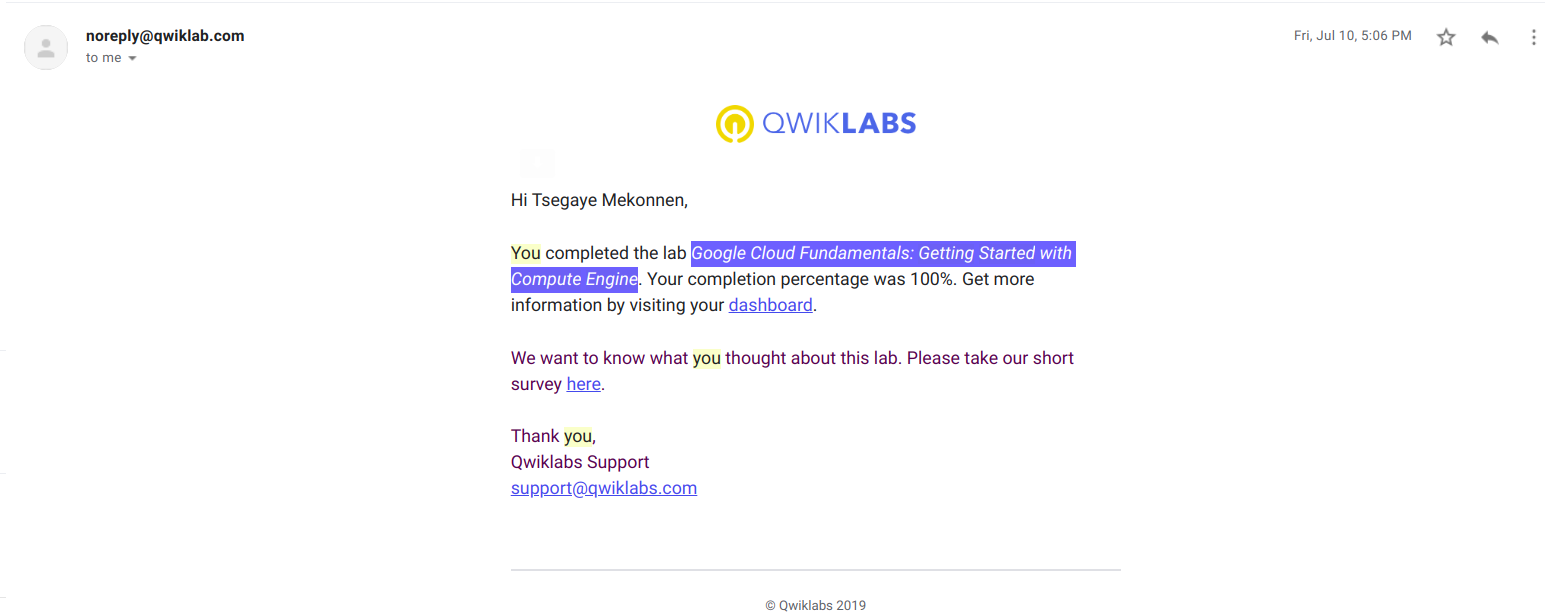 noreply@qwiklab.com
Fri, Jul 10, 5:06 PM
to me
QWIKLABS
Hi Tsegaye Mekonnen,
You completed the lab Google Cloud Fundamentals: Getting Started with
Compute Engine. Your completion percentage was 100%. Get more
information by visiting your dashboard.
We want to know what you thought about this lab. Please take our short
survey here.
Thank you,
Qwiklabs Support
support@qwiklabs.com
© Qwiklabs 2019